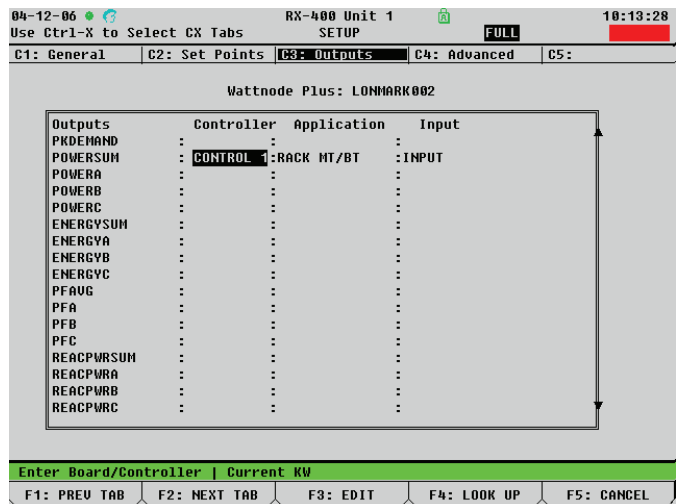 04-12-06 RX-400 Unit 1 10:13:28
Use Ctrl-X to Select CX Tabs SETUP FULL
C1: General C2: Set Points C3: Outputs C4: Advanced C5:
Wattnode Plus: LONMARK002
Outputs Controller Application Input
PKDEMAND : : :
POWERSUM : CONTROL 1:RACK MT/BT :INPUT
POWERA : : :
POWERB : : :
POWERC : : :
ENERGYSUM : : :
ENERGYA : : :
ENERGYB : : :
ENERGYC : : :
PFAVG : : :
PFA : : :
PFB : : :
PFC : : :
REACPWRSUM : : :
REACPWRA : : :
REACPWRB : : :
REACPWRC : : :
Enter Board/Controller | Current KW
F1: PREV TAB F2: NEXT TAB F3: EDIT F4: LOOK UP F5: CANCEL